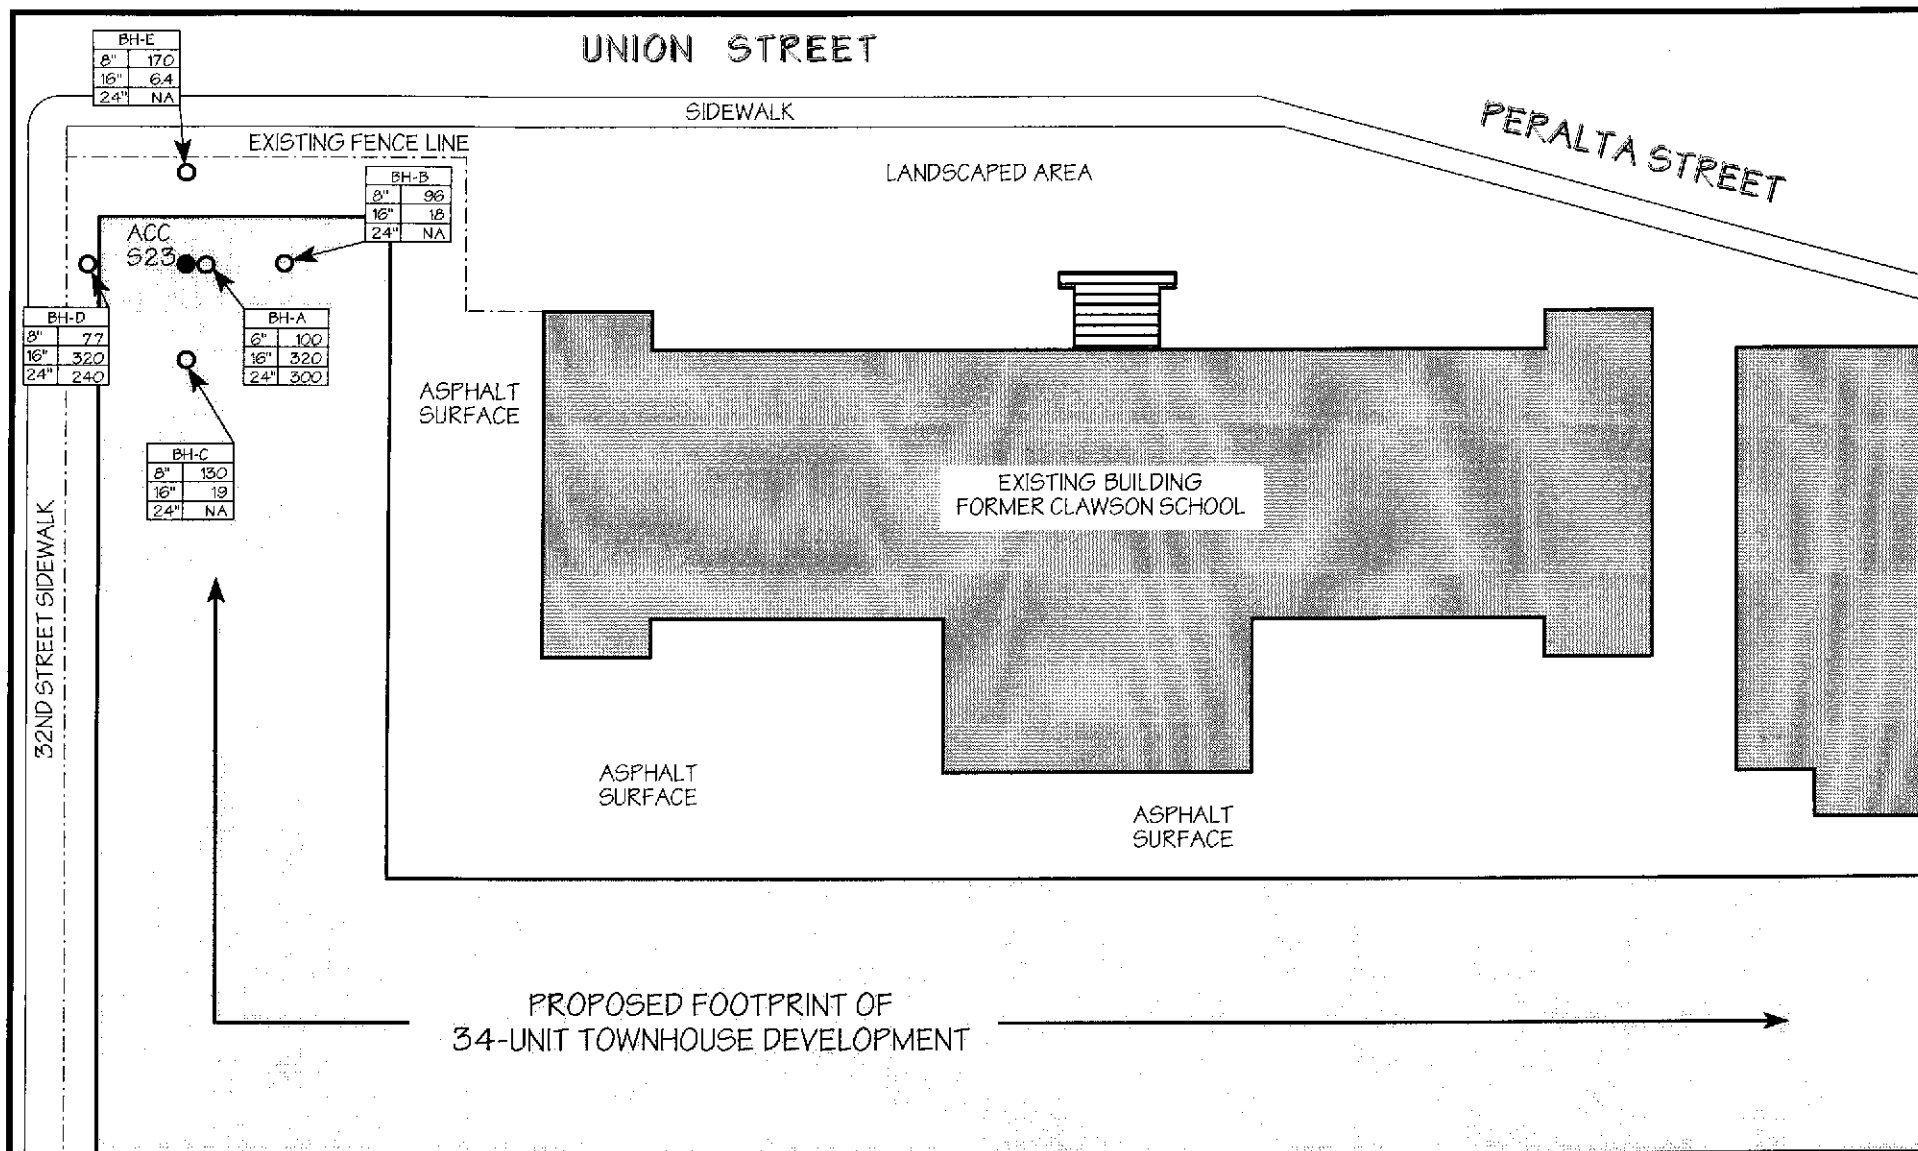 UNION STREET
BH-E
8" 170
16" 6.4
24" NA
SIDEWALK
PERALTA STREET
EXISTING FENCE LINE
LANDSCAPED AREA
BH-B
8" 96
16" 18
24" NA
ACC
S23
BH-D
8" 77
16" 320
24" 240
BH-A
6" 100
16" 320
24" 300
ASPHALT
SURFACE
BH-C
8" 130
16" 19
24" NA
EXISTING BUILDING
FORMER CLAWSON SCHOOL
32ND STREET SIDEWALK
ASPHALT
SURFACE
ASPHALT
SURFACE
PROPOSED FOOTPRINT OF
34-UNIT TOWNHOUSE DEVELOPMENT